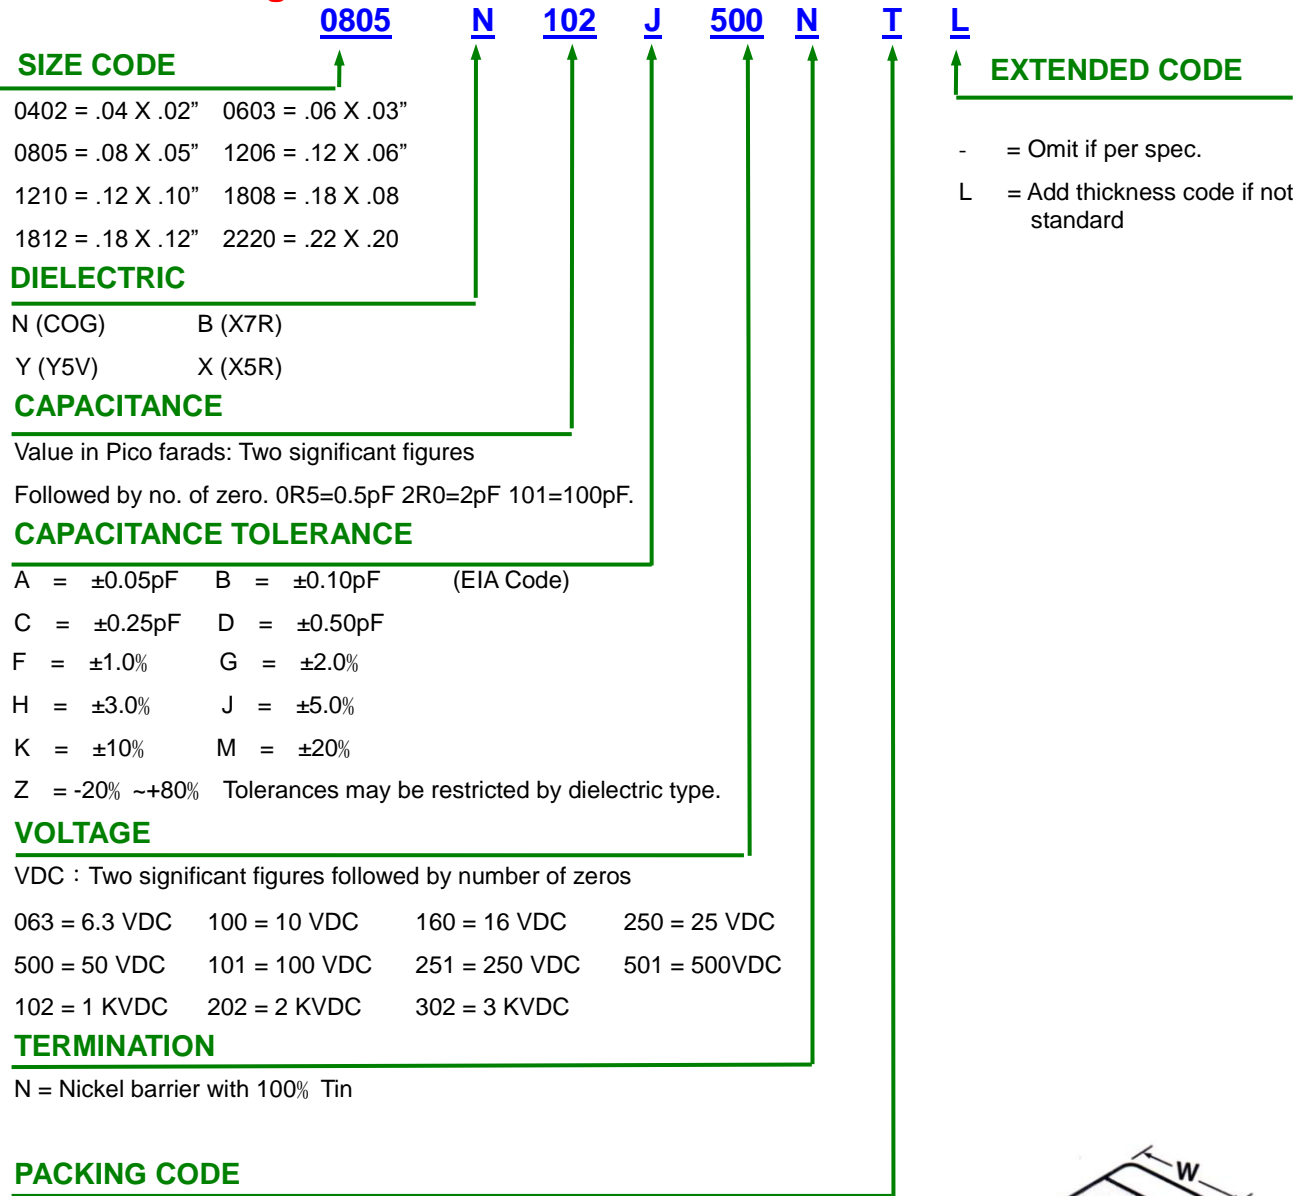 0805 N 102 J 500 N T L
SIZE CODE
0402 = .04 X .02” 0603 = .06 X .03”
0805 = .08 X .05” 1206 = .12 X .06”
1210 = .12 X .10” 1808 = .18 X .08
1812 = .18 X .12” 2220 = .22 X .20
EXTENDED CODE
- = Omit if per spec.
L = Add thickness code if not
standard
DIELECTRIC
N (COG) B (X7R)
Y (Y5V) X (X5R)
CAPACITANCE
Value in Pico farads: Two significant figures
Followed by no. of zero. 0R5=0.5pF 2R0=2pF 101=100pF.
CAPACITANCE TOLERANCE
A = ±0.05pF B = ±0.10pF (EIA Code)
C = ±0.25pF D = ±0.50pF
F = ±1.0% G = ±2.0%
H = ±3.0% J = ±5.0%
K = ±10% M = ±20%
Z = -20% ~+80% Tolerances may be restricted by dielectric type.
VOLTAGE
VDC：Two significant figures followed by number of zeros
063 = 6.3 VDC 100 = 10 VDC 160 = 16 VDC 250 = 25 VDC
500 = 50 VDC 101 = 100 VDC 251 = 250 VDC 501 = 500VDC
102 = 1 KVDC 202 = 2 KVDC 302 = 3 KVDC
TERMINATION
N = Nickel barrier with 100% Tin
PACKING CODE
W